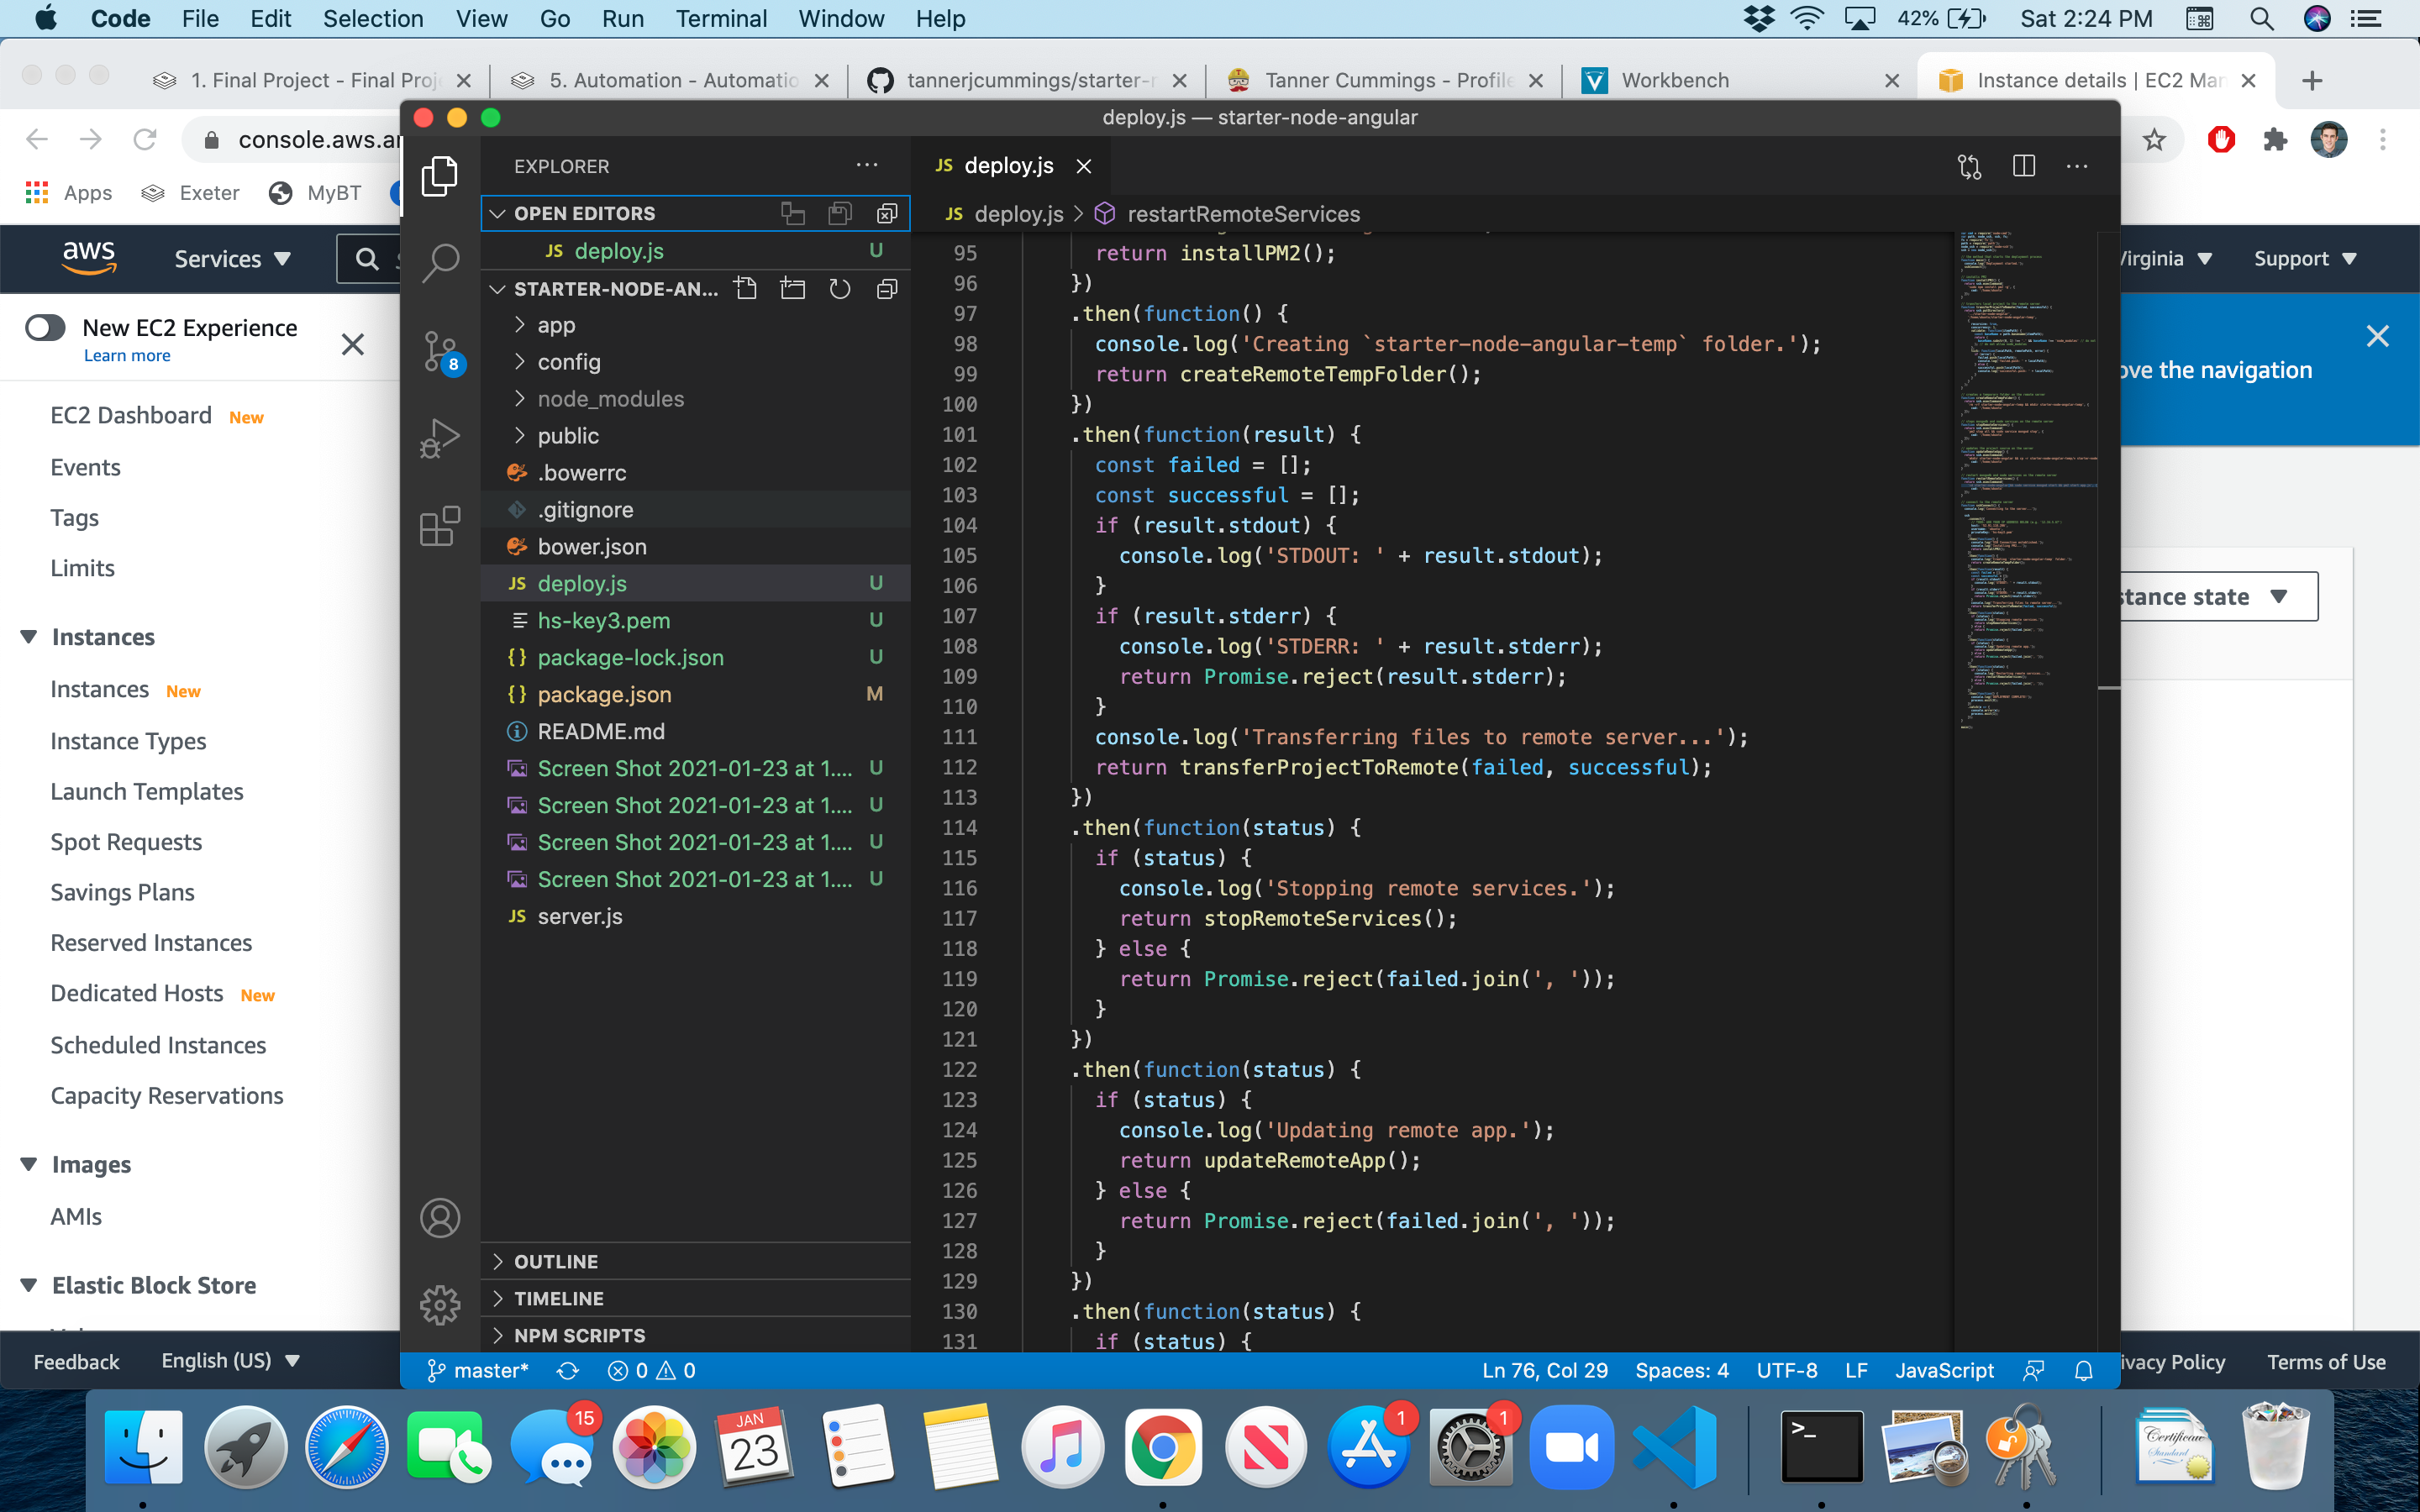 Code File Edit Selection View Go Run Terminal Window Help 42% Sat 2:24 PM
1. Final Project - Final Proj 5. Automation - Automatio tannerjcummings/starter-n Tanner Cummings - Profile Workbench Instance details | EC2 Man
console.aws.am
Apps Exeter MyBT
aws Services Virginia Support
New EC2 Experience
Learn more
EC2 Dashboard New
Events
Tags
Limits
Instances
Instances New
Instance Types
Launch Templates
Spot Requests
Savings Plans
Reserved Instances
Dedicated Hosts New
Scheduled Instances
Capacity Reservations
Images
AMIs
Elastic Block Store
Feedback English (US)
ove the navigation
stance state
ivacy Policy Terms of Use
deploy.js — starter-node-angular
EXPLORER
OPEN EDITORS
JS deploy.js U
STARTER-NODE-AN...
app
config
node_modules
public
.bowerrc
.gitignore
bower.json
JS deploy.js U
hs-key3.pem U
{} package-lock.json U
{} package.json M
README.md
Screen Shot 2021-01-23 at 1.... U
Screen Shot 2021-01-23 at 1.... U
Screen Shot 2021-01-23 at 1.... U
Screen Shot 2021-01-23 at 1.... U
JS server.js
OUTLINE
TIMELINE
NPM SCRIPTS
8
JS deploy.js
JS deploy.js > restartRemoteServices
95 return installPM2();
96 })
97 .then(function() {
98 console.log('Creating `starter-node-angular-temp` folder.');
99 return createRemoteTempFolder();
100 })
101 .then(function(result) {
102 const failed = [];
103 const successful = [];
104 if (result.stdout) {
105 console.log('STDOUT: ' + result.stdout);
106 }
107 if (result.stderr) {
108 console.log('STDERR: ' + result.stderr);
109 return Promise.reject(result.stderr);
110 }
111 console.log('Transferring files to remote server...');
112 return transferProjectToRemote(failed, successful);
113 })
114 .then(function(status) {
115 if (status) {
116 console.log('Stopping remote services.');
117 return stopRemoteServices();
118 } else {
119 return Promise.reject(failed.join(', '));
120 }
121 })
122 .then(function(status) {
123 if (status) {
124 console.log('Updating remote app.');
125 return updateRemoteApp();
126 } else {
127 return Promise.reject(failed.join(', '));
128 }
129 })
130 .then(function(status) {
131 if (status) {
master* 0 0 Ln 76, Col 29 Spaces: 4 UTF-8 LF JavaScript
15 JAN 23 1 1 >_ Certificate Standard